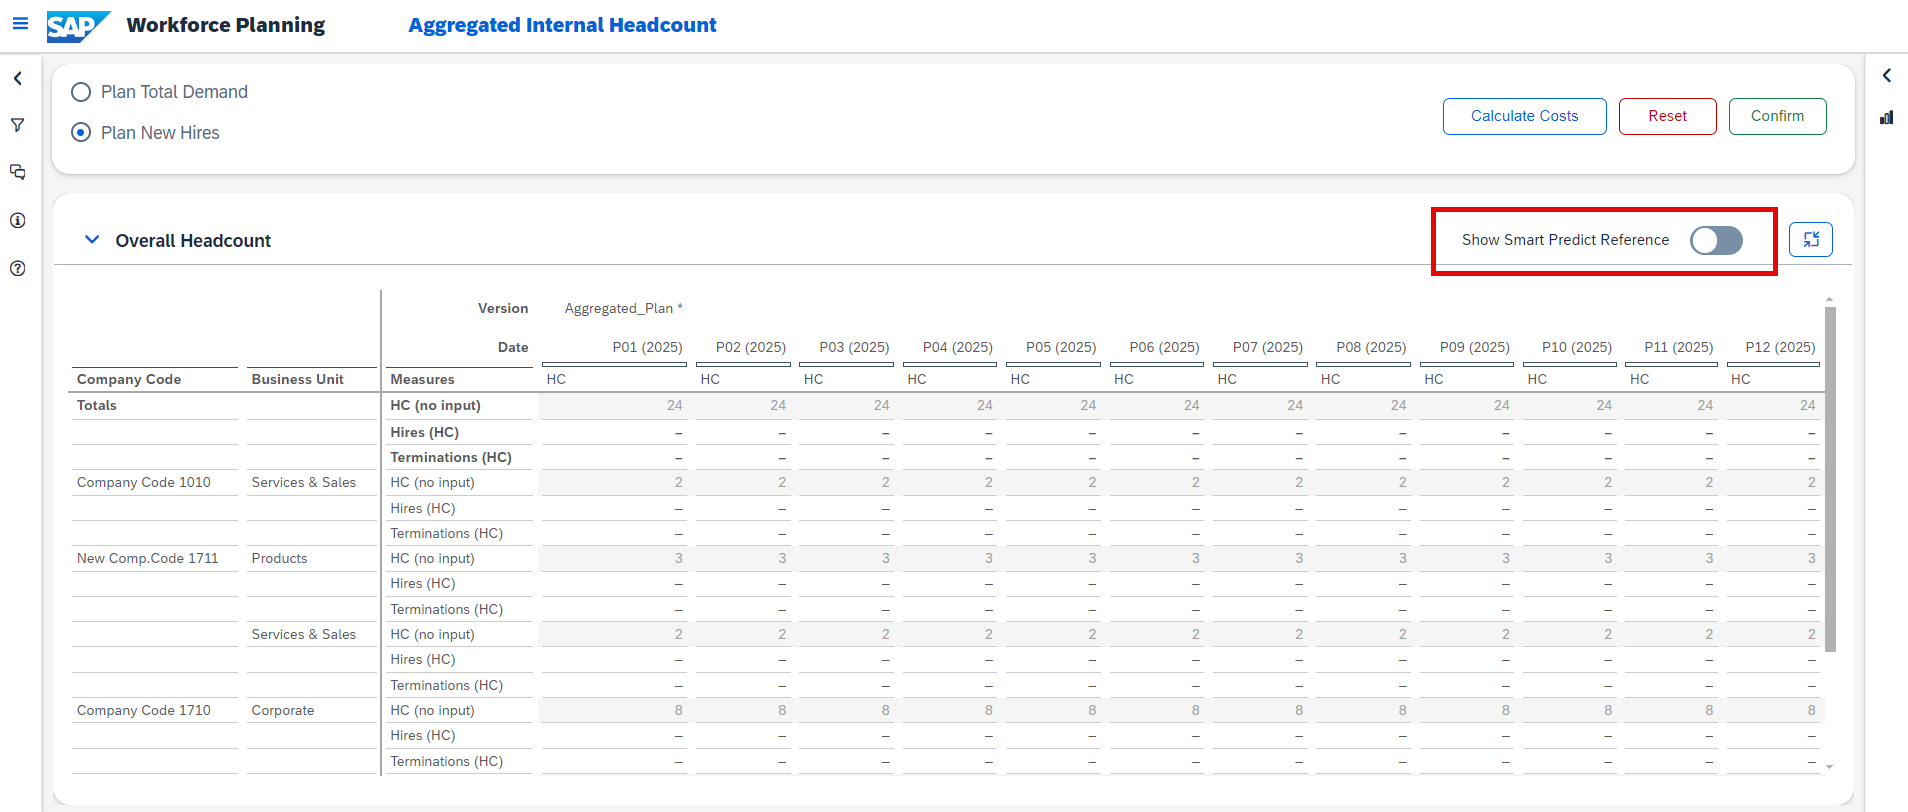 SAP Workforce Planning Aggregated Internal Headcount
Plan Total Demand
Plan New Hires
Calculate Costs Reset Confirm
Overall Headcount Show Smart Predict Reference
Version Aggregated_Plan *
Date P01 (2025) P02 (2025) P03 (2025) P04 (2025) P05 (2025) P06 (2025) P07 (2025) P08 (2025) P09 (2025) P10 (2025) P11 (2025) P12 (2025)
Company Code Business Unit Measures HC HC HC HC HC HC HC HC HC HC HC HC
Totals HC (no input) 24 24 24 24 24 24 24 24 24 24 24 24
Hires (HC) – – – – – – – – – – – –
Terminations (HC) – – – – – – – – – – – –
Company Code 1010 Services & Sales HC (no input) 2 2 2 2 2 2 2 2 2 2 2 2
Hires (HC) – – – – – – – – – – – –
Terminations (HC) – – – – – – – – – – – –
New Comp.Code 1711 Products HC (no input) 3 3 3 3 3 3 3 3 3 3 3 3
Hires (HC) – – – – – – – – – – – –
Terminations (HC) – – – – – – – – – – – –
Services & Sales HC (no input) 2 2 2 2 2 2 2 2 2 2 2 2
Hires (HC) – – – – – – – – – – – –
Terminations (HC) – – – – – – – – – – – –
Company Code 1710 Corporate HC (no input) 8 8 8 8 8 8 8 8 8 8 8 8
Hires (HC) – – – – – – – – – – – –
Terminations (HC) – – – – – – – – – – – –